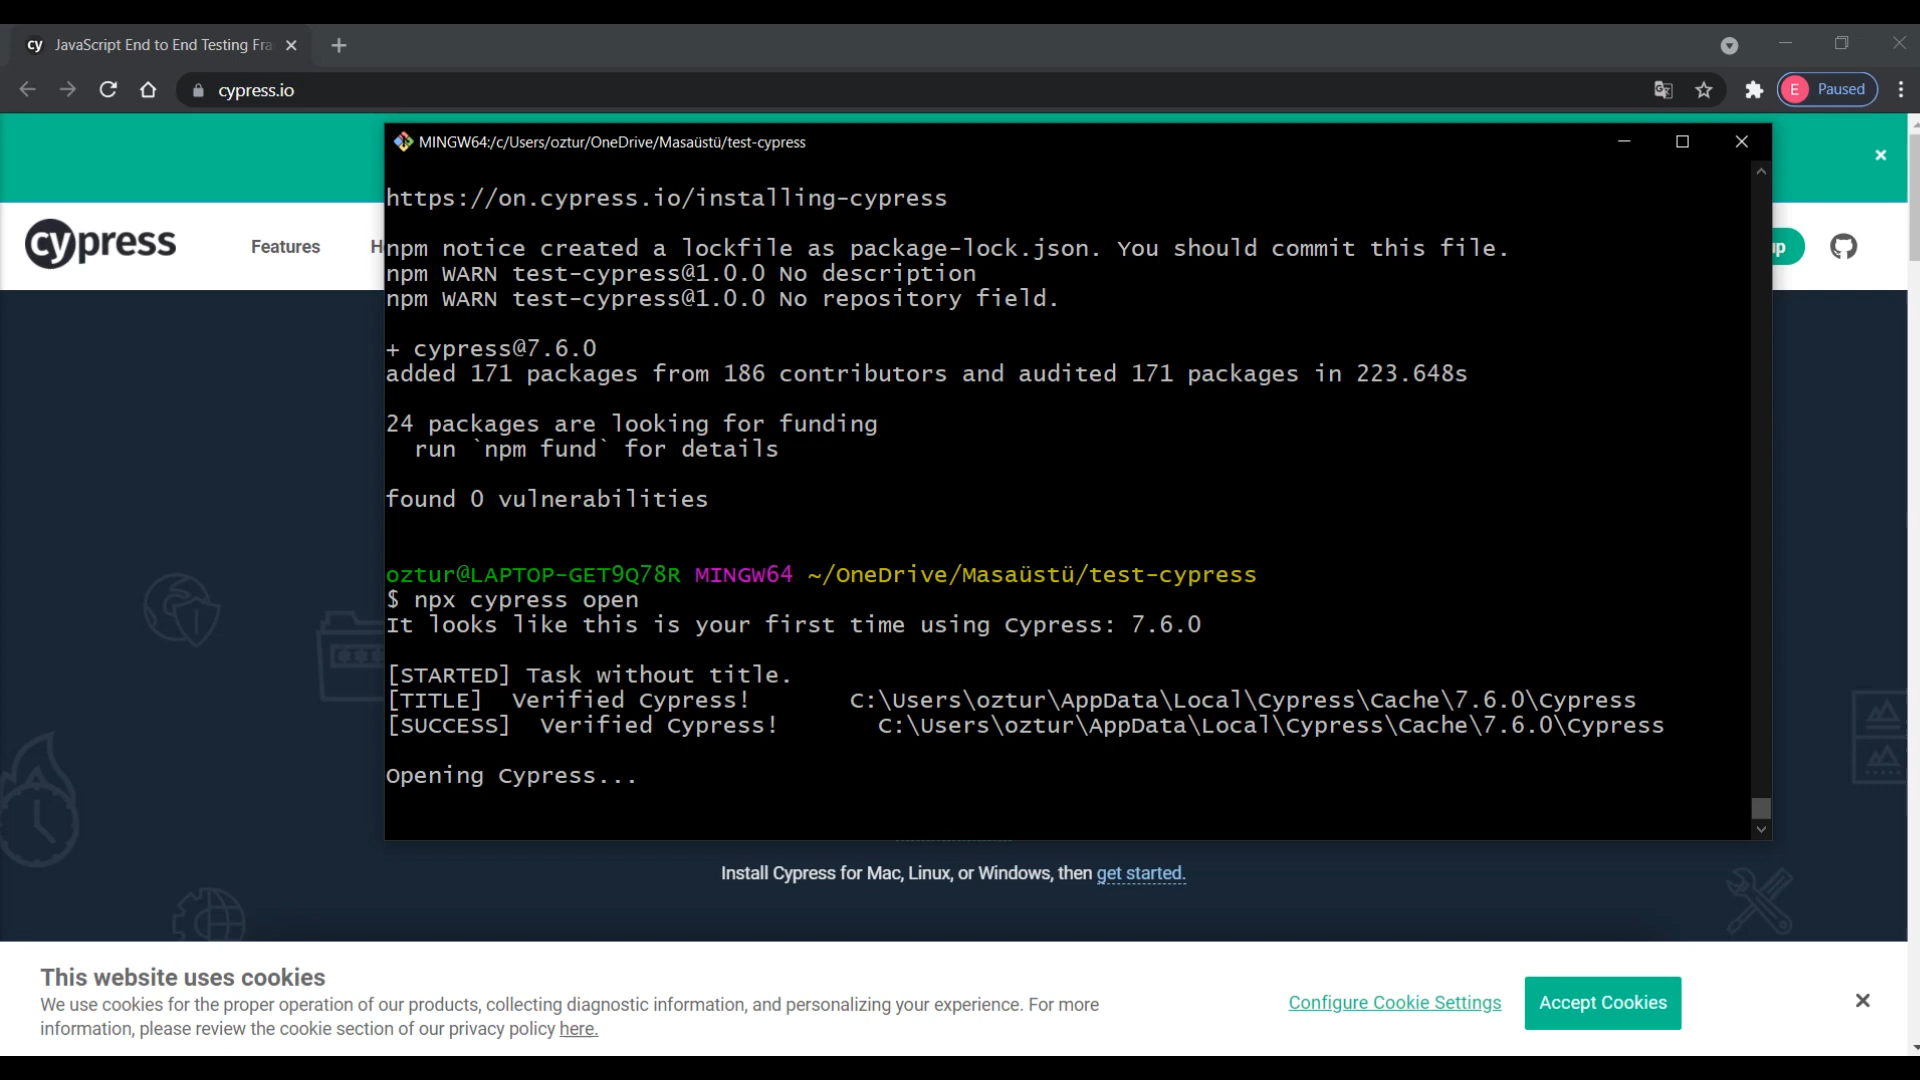 cy JavaScript End to End Testing Fra
cypress.io
E Paused
MINGW64:/c/Users/oztur/OneDrive/Masaüstü/test-cypress
cypress Features
https://on.cypress.io/installing-cypress
npm notice created a lockfile as package-lock.json. You should commit this file.
npm WARN test-cypress@1.0.0 No description
npm WARN test-cypress@1.0.0 No repository field.
+ cypress@7.6.0
added 171 packages from 186 contributors and audited 171 packages in 223.648s
24 packages are looking for funding
run `npm fund` for details
found 0 vulnerabilities
oztur@LAPTOP-GET9Q78R MINGW64 ~/OneDrive/Masaüstü/test-cypress
$ npx cypress open
It looks like this is your first time using Cypress: 7.6.0
[STARTED] Task without title.
[TITLE]  Verified Cypress!       C:\Users\oztur\AppData\Local\Cypress\Cache\7.6.0\Cypress
[SUCCESS]  Verified Cypress!       C:\Users\oztur\AppData\Local\Cypress\Cache\7.6.0\Cypress
Opening Cypress...
Install Cypress for Mac, Linux, or Windows, then get started.
This website uses cookies
We use cookies for the proper operation of our products, collecting diagnostic information, and personalizing your experience. For more
information, please review the cookie section of our privacy policy here.
Configure Cookie Settings
Accept Cookies